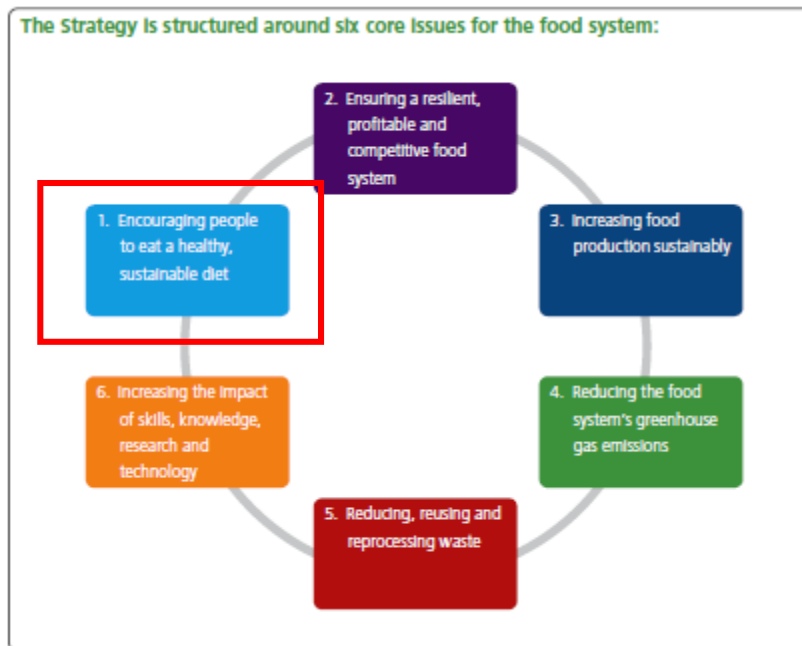 The Strategy is structured around six core issues for the food system:
1. Encouraging people
to eat a healthy,
sustainable diet
2. Ensuring a resilient,
profitable and
competitive food
system
3. Increasing food
production sustainably
4. Reducing the food
system's greenhouse
gas emissions
5. Reducing, reusing and
reprocessing waste
6. Increasing the impact
of skills, knowledge,
research and
technology